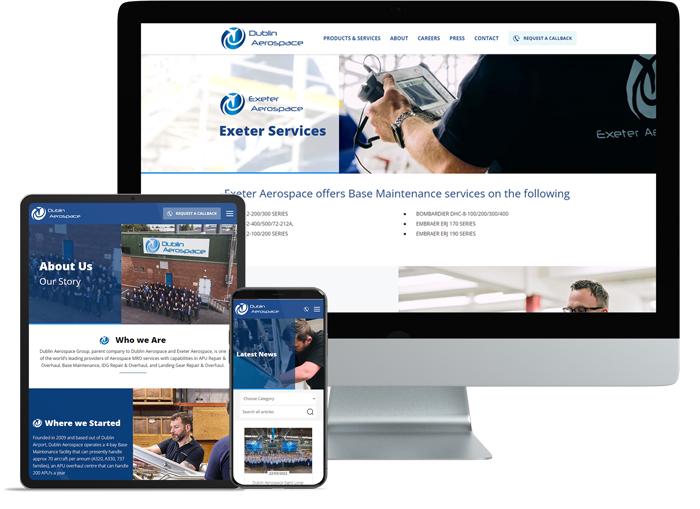 Dublin
Aerospace
PRODUCTS & SERVICES ABOUT CAREERS PRESS CONTACT REQUEST A CALLBACK
Exeter
Aerospace
Exeter Services
Exeter Ae
Exeter Aerospace offers Base Maintenance services on the following
2-200/300 SERIES
2-400/500/72-212A,
2-100/200 SERIES
BOMBARDIER DHC-8-100/200/300/400
EMBRAER ERJ 170 SERIES
EMBRAER ERJ 190 SERIES
Dublin
Aerospace
REQUEST A CALLBACK
Dublin
Aerospace
About Us
Our Story
Who we Are
Dublin Aerospace Group, parent company to Dublin Aerospace and Exeter Aerospace, is one
of the world's leading providers of Aerospace MRO services with capabilities in APU Repair &
Overhaul, Base Maintenance, IDG Repair & Overhaul, and Landing Gear Repair & Overhaul.
Where we Started
Founded in 2009 and based out of Dublin
Airport, Dublin Aerospace operates a 4-bay Base
Maintenance facility that can presently handle
approx 70 aircraft per annum (A320, A330, 737
families), an APU overhaul centre that can handle
200 APU's a year
Dublin
Aerospace
Latest News
Choose Category
Search all articles
Dublin Aerospace